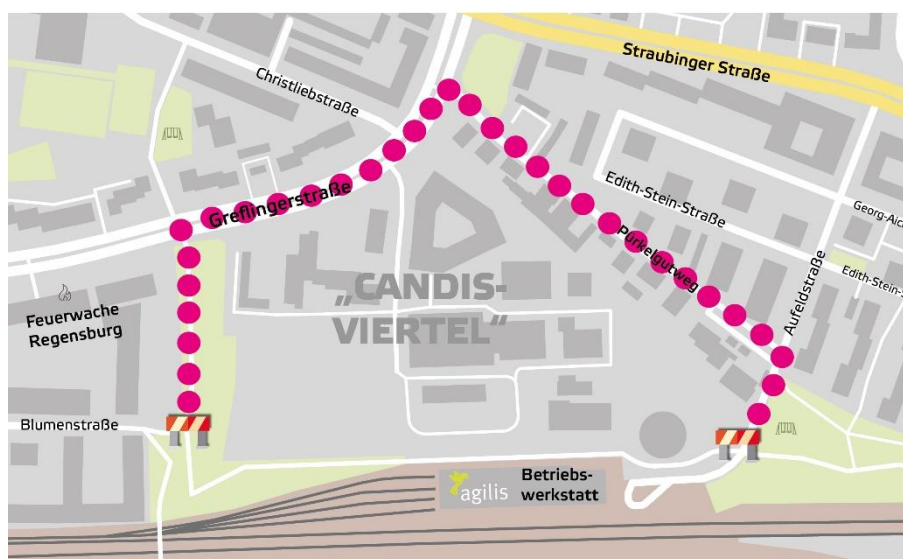 Straubinger Straße
Christliebstraße
Greflingerstraße
Edith-Stein-Straße
Georg-Aic
Pürkelgutweg
Edith-Stein-S
Aufeldstraße
„CANDIS-
VIERTEL"
Feuerwache
Regensburg
Blumenstraße
agilis
Betriebs-
werkstatt